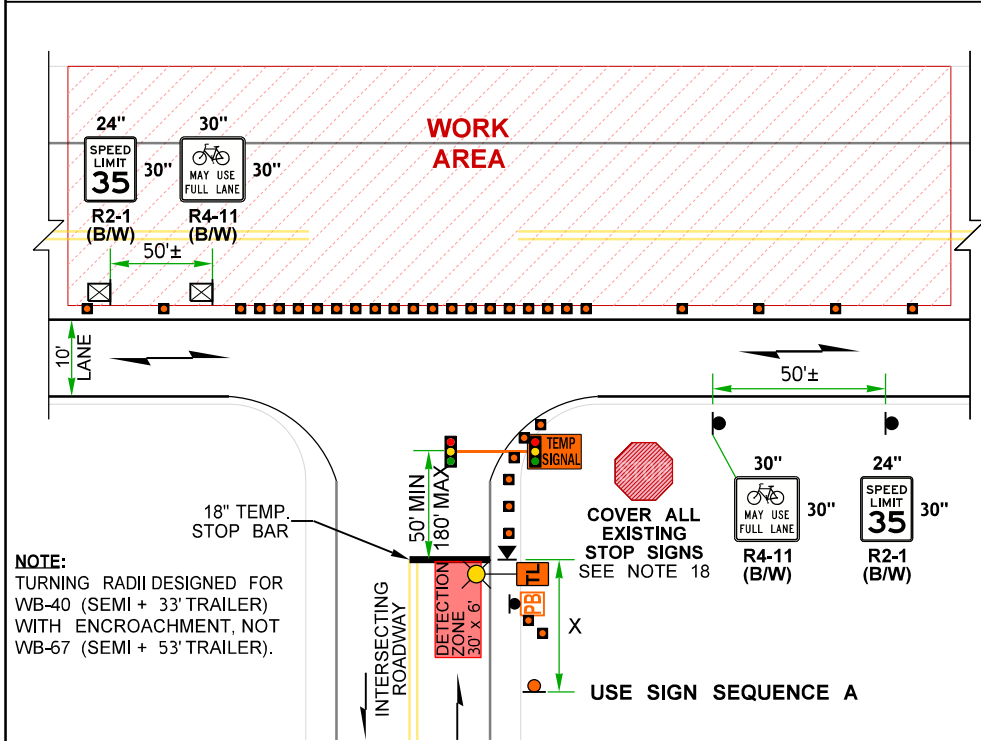 WORK
AREA
24"
SPEED
LIMIT
35
30"
R2-1
(B/W)
30"
MAY USE
FULL LANE
30"
R4-11
(B/W)
50'±
10'
LANE
50'±
TEMP
SIGNAL
50' MIN
180' MAX
STOP
COVER ALL
EXISTING
STOP SIGNS
SEE NOTE 18
30"
MAY USE
FULL LANE
30"
R4-11
(B/W)
24"
SPEED
LIMIT
35
30"
R2-1
(B/W)
18" TEMP.
STOP BAR
NOTE:
TURNING RADII DESIGNED FOR
WB-40 (SEMI + 33' TRAILER)
WITH ENCROACHMENT, NOT
WB-67 (SEMI + 53' TRAILER).
INTERSECTING
ROADWAY
DETECTION
ZONE
30' x 6'
TL
PB
X
USE SIGN SEQUENCE A